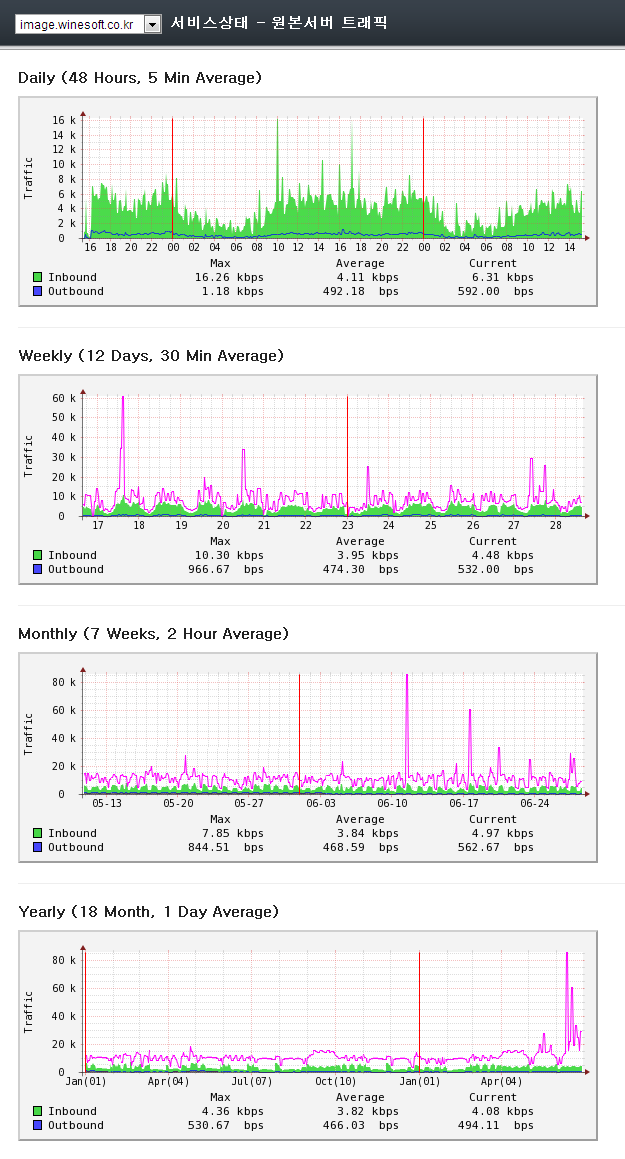 image.winesoft.co.kr 서비스상태 - 원본서버 트래픽
Daily (48 Hours, 5 Min Average)
16 k
14 k
12 k
10 k
8 k
6 k
4 k
2 k
0
Traffic
16 18 20 22 00 02 04 06 08 10 12 14 16 18 20 22 00 02 04 06 08 10 12 14
Max Average Current
Inbound 16.26 kbps 4.11 kbps 6.31 kbps
Outbound 1.18 kbps 492.18 bps 592.00 bps
Weekly (12 Days, 30 Min Average)
60 k
50 k
40 k
30 k
20 k
10 k
0
Traffic
17 18 19 20 21 22 23 24 25 26 27 28
Max Average Current
Inbound 10.30 kbps 3.95 kbps 4.48 kbps
Outbound 966.67 bps 474.30 bps 532.00 bps
Monthly (7 Weeks, 2 Hour Average)
80 k
60 k
40 k
20 k
0
Traffic
05-13 05-20 05-27 06-03 06-10 06-17 06-24
Max Average Current
Inbound 7.85 kbps 3.84 kbps 4.97 kbps
Outbound 844.51 bps 468.59 bps 562.67 bps
Yearly (18 Month, 1 Day Average)
80 k
60 k
40 k
20 k
0
Traffic
Jan(01) Apr(04) Jul(07) Oct(10) Jan(01) Apr(04)
Max Average Current
Inbound 4.36 kbps 3.82 kbps 4.08 kbps
Outbound 530.67 bps 466.03 bps 494.11 bps